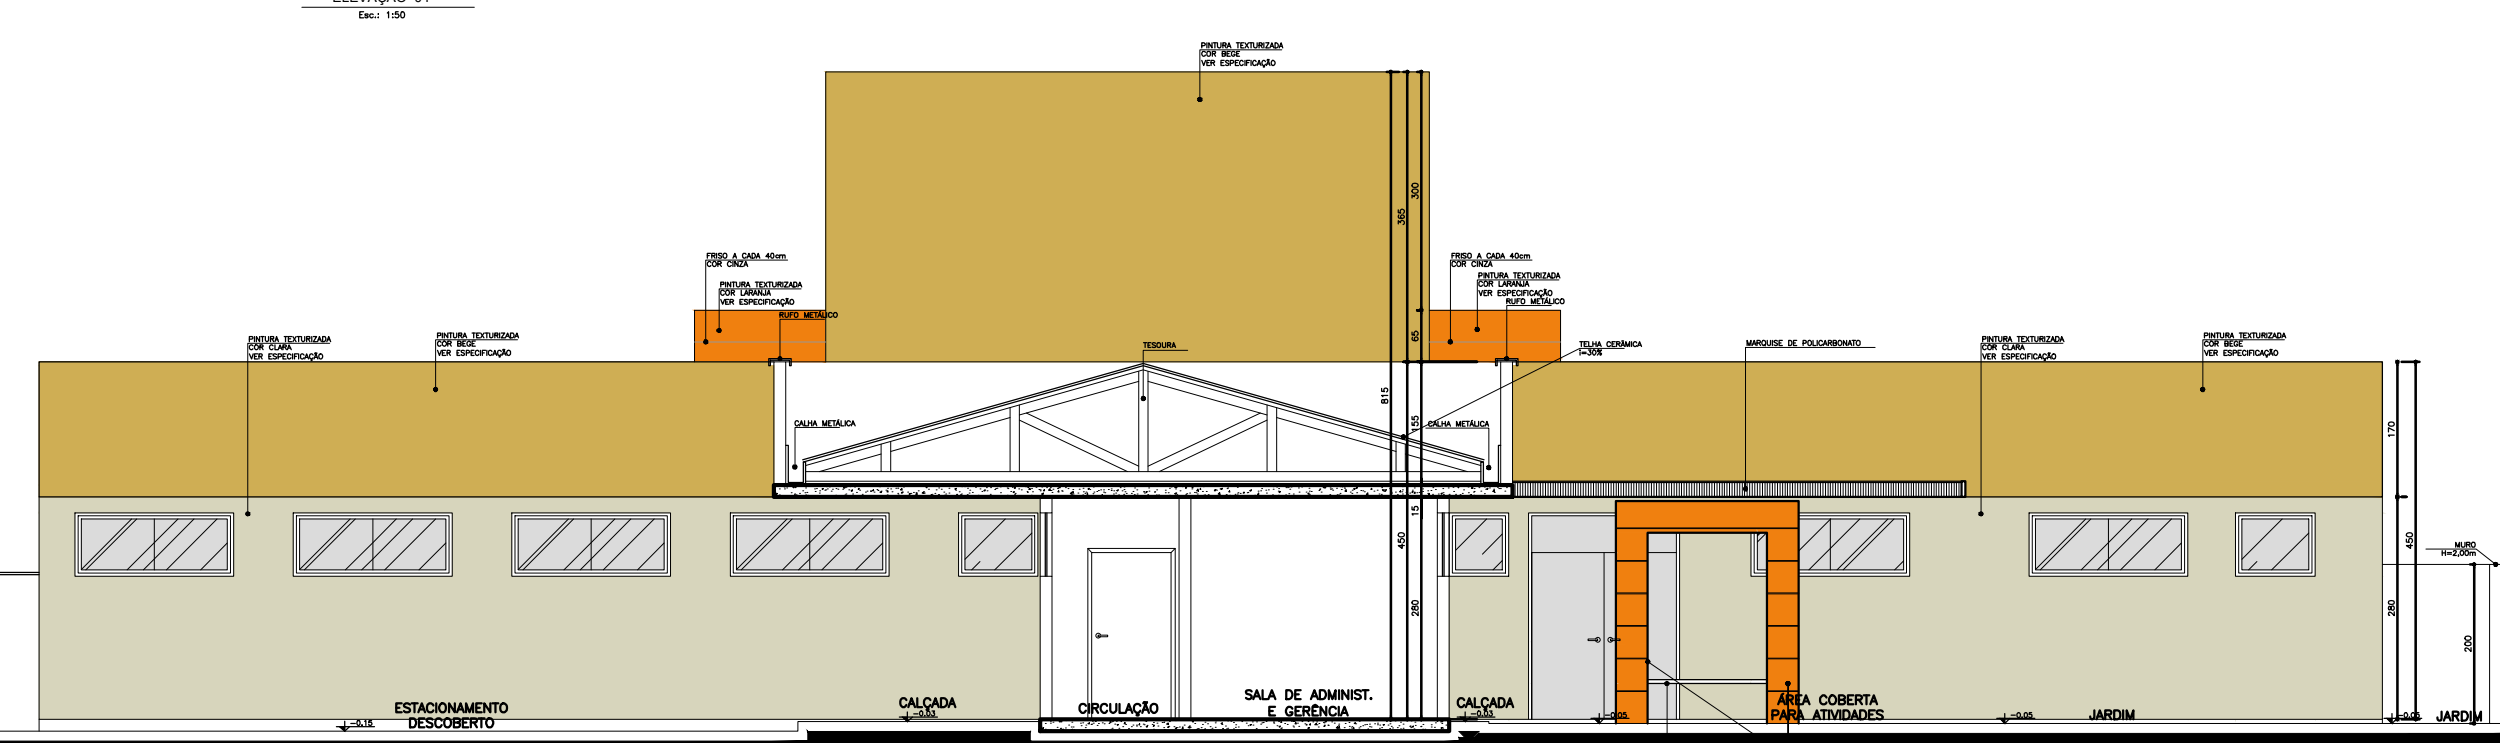 ELEVAÇÃO 01
Esc.: 1:50
PINTURA TEXTURIZADA
COR BEGE
VER ESPECIFICAÇÃO
FRISO A CADA 40cm
COR CINZA
PINTURA TEXTURIZADA
COR LARANJA
VER ESPECIFICAÇÃO
RUFO METÁLICO
FRISO A CADA 40cm
COR CINZA
PINTURA TEXTURIZADA
COR LARANJA
VER ESPECIFICAÇÃO
RUFO METÁLICO
PINTURA TEXTURIZADA
COR CLARA
VER ESPECIFICAÇÃO
PINTURA TEXTURIZADA
COR BEGE
VER ESPECIFICAÇÃO
TESOURA
TELHA CERÂMICA
i=30%
MARQUISE DE POLICARBONATO
PINTURA TEXTURIZADA
COR CLARA
VER ESPECIFICAÇÃO
PINTURA TEXTURIZADA
COR BEGE
VER ESPECIFICAÇÃO
CALHA METÁLICA
CALHA METÁLICA
300
365
65
815
155
15
450
280
170
450
280
200
MURO
H=2,00m
ESTACIONAMENTO
DESCOBERTO
-0.15
CALÇADA
-0.03
CIRCULAÇÃO
SALA DE ADMINIST.
E GERÊNCIA
CALÇADA
-0.03
-0.05
ÁREA COBERTA
PARA ATIVIDADES
-0.05
JARDIM
-0.05
JARDIM